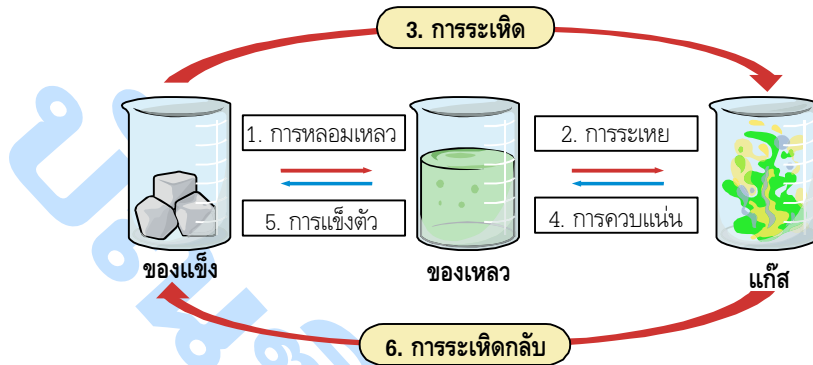 3. การระเหิด
1. การหลอมเหลว
2. การระเหย
5. การแข็งตัว
4. การควบแน่น
ของแข็ง
ของเหลว
แก๊ส
6. การระเหิดกลับ